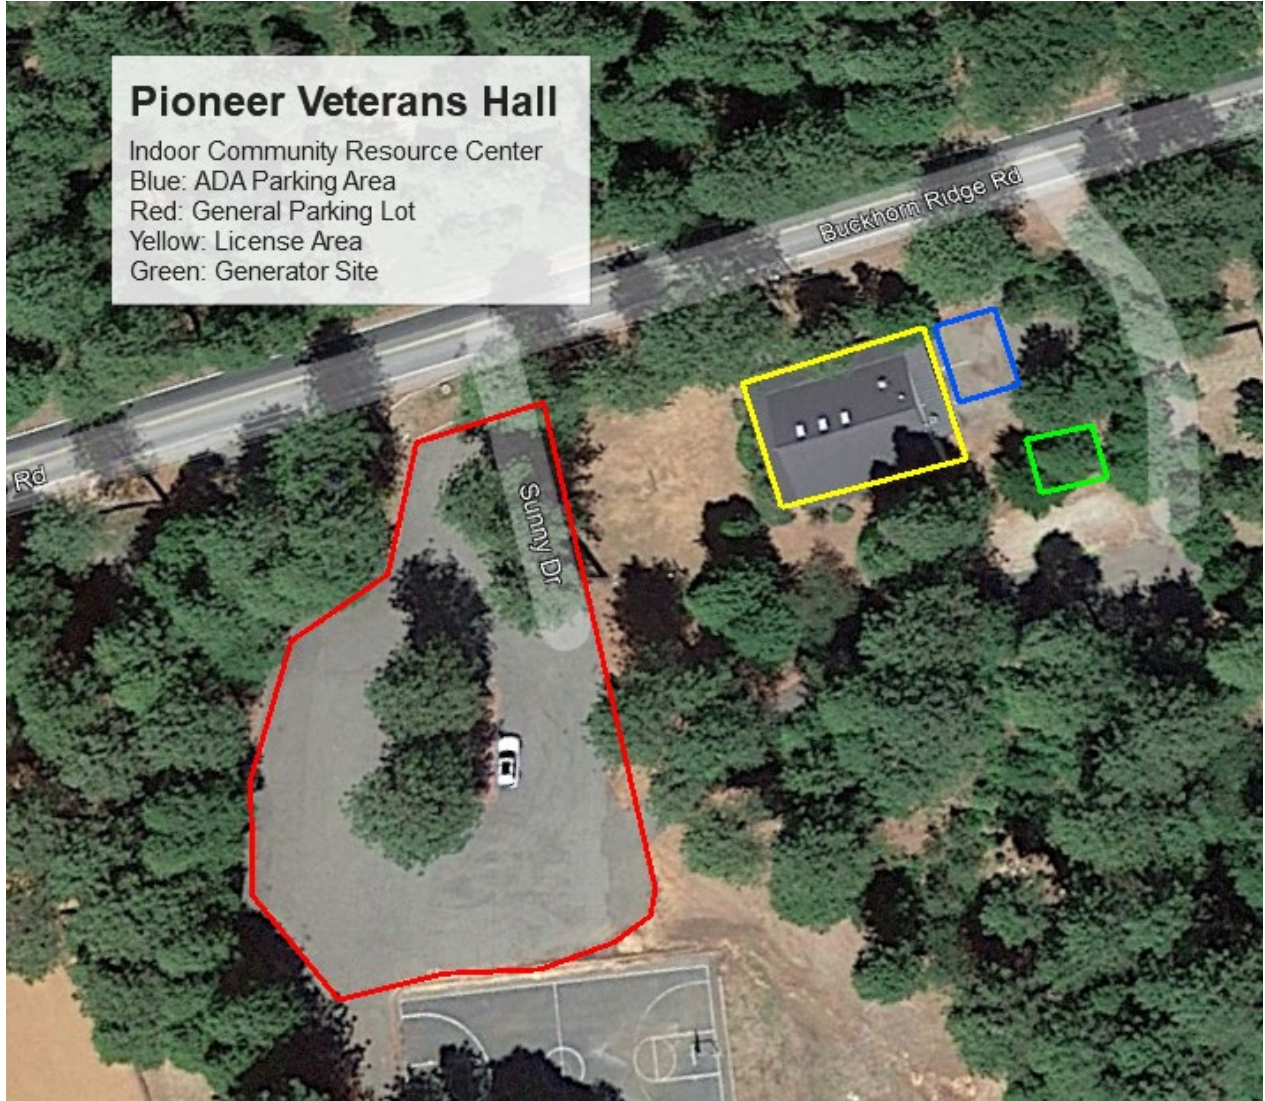 Pioneer Veterans Hall
Indoor Community Resource Center
Blue: ADA Parking Area
Red: General Parking Lot
Yellow: License Area
Green: Generator Site
Buckhorn Ridge Rd
Rd
Sunny Dr